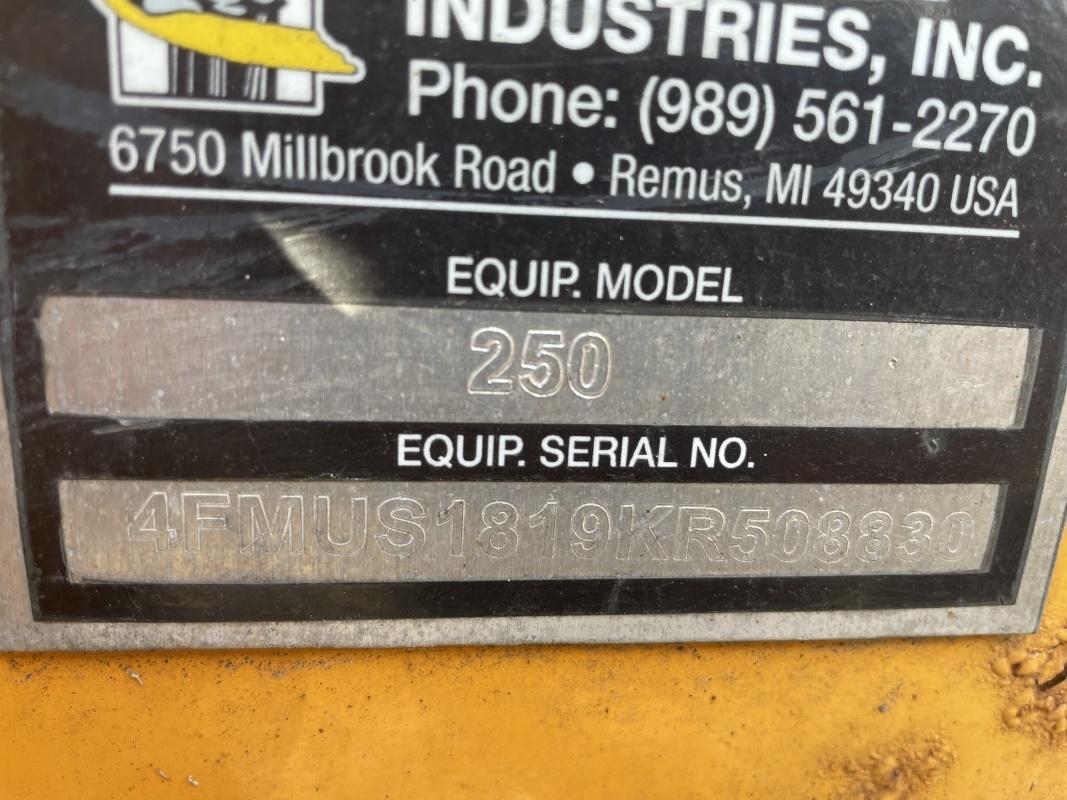 INDUSTRIES, INC.
Phone: (989) 561-2270
6750 Millbrook Road • Remus, MI 49340 USA
EQUIP. MODEL
250
EQUIP. SERIAL NO.
4FMUS1819KR508830